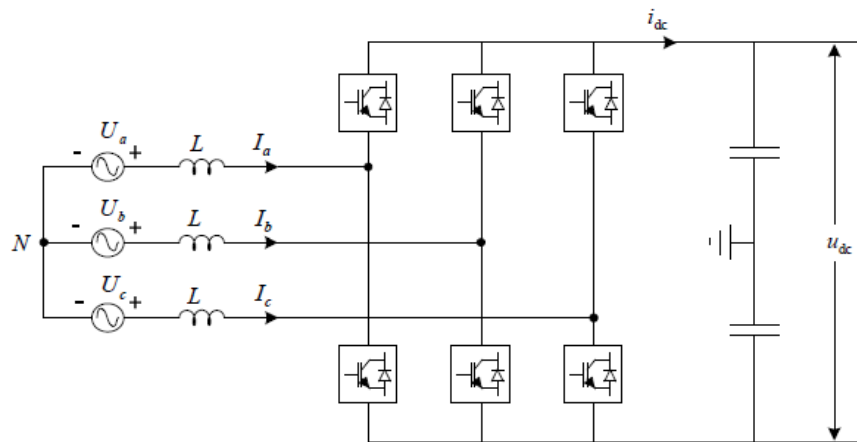 i_dc
U_a
- +
L
I_a
U_b
- +
L
I_b
N
u_dc
U_c
- +
L
I_c